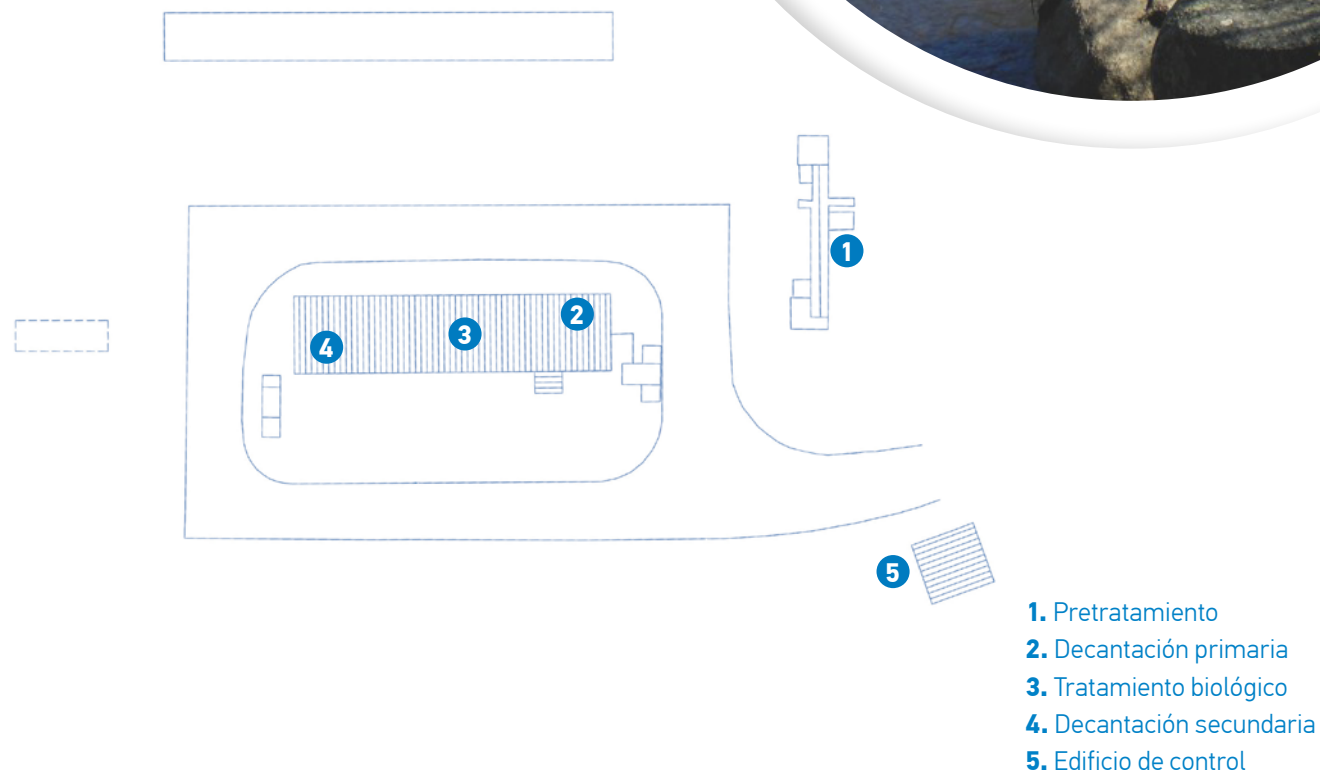 1
2
3
4
5
1. Pretratamiento
2. Decantación primaria
3. Tratamiento biológico
4. Decantación secundaria
5. Edificio de control